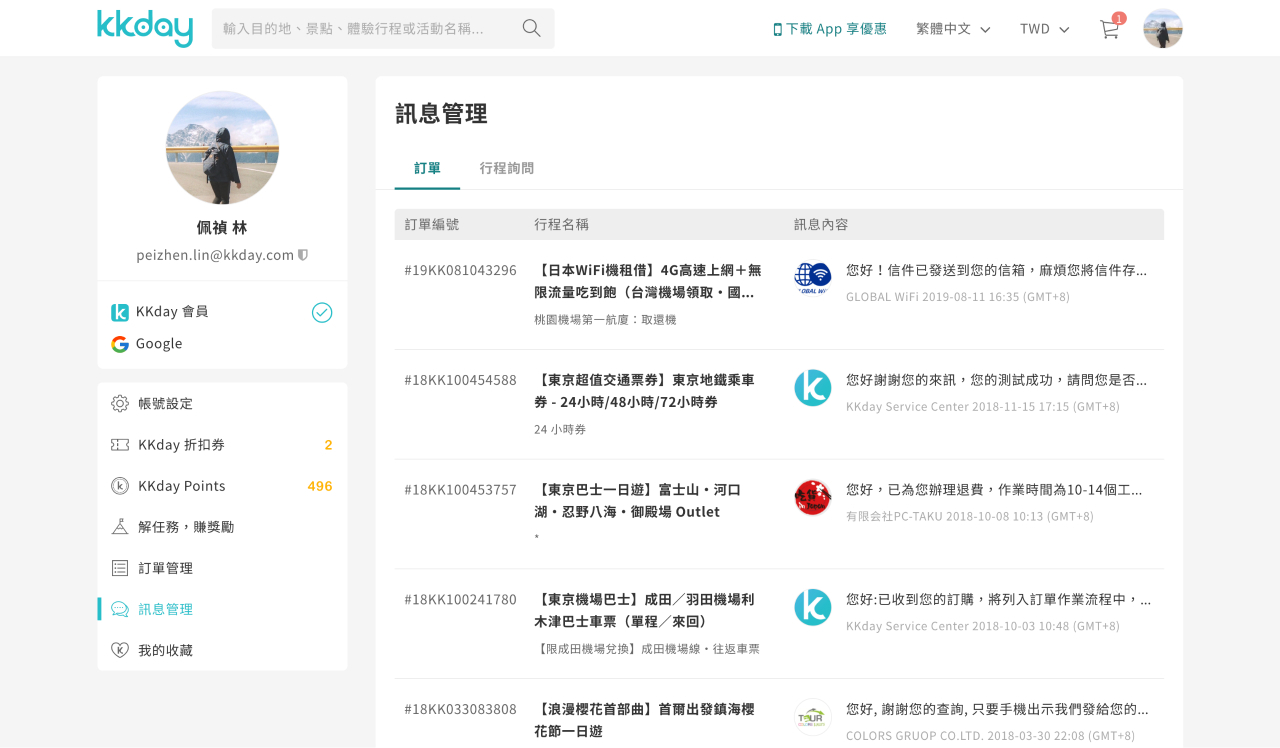 kkday
輸入目的地、景點、體驗行程或活動名稱...
下載 App 享優惠
繁體中文
TWD
1
佩禎 林
peizhen.lin@kkday.com
KKday 會員
Google
帳號設定
KKday 折扣券 2
KKday Points 496
解任務，賺獎勵
訂單管理
訊息管理
我的收藏
訊息管理
訂單 行程詢問
訂單編號 行程名稱 訊息內容
#19KK081043296
【日本WiFi機租借】4G高速上網＋無
限流量吃到飽（台灣機場領取・國...
桃園機場第一航廈：取還機
您好！信件已發送到您的信箱，麻煩您將信件存...
GLOBAL WiFi 2019-08-11 16:35 (GMT+8)
#18KK100454588
【東京超值交通票券】東京地鐵乘車
券 - 24小時/48小時/72小時券
24 小時券
您好謝謝您的來訊，您的測試成功，請問您是否...
KKday Service Center 2018-11-15 17:15 (GMT+8)
#18KK100453757
【東京巴士一日遊】富士山・河口
湖・忍野八海・御殿場 Outlet
*
您好，已為您辦理退費，作業時間為10-14個工...
有限会社PC-TAKU 2018-10-08 10:13 (GMT+8)
#18KK100241780
【東京機場巴士】成田／羽田機場利
木津巴士車票（單程／來回）
【限成田機場兌換】成田機場線・往返車票
您好:已收到您的訂購，將列入訂單作業流程中，...
KKday Service Center 2018-10-03 10:48 (GMT+8)
#18KK033083808
【浪漫櫻花首部曲】首爾出發鎮海櫻
花節一日遊
TOUR
您好, 謝謝您的查詢, 只要手機出示我們發給您的...
COLORS GRUOP CO.LTD. 2018-03-30 22:08 (GMT+8)